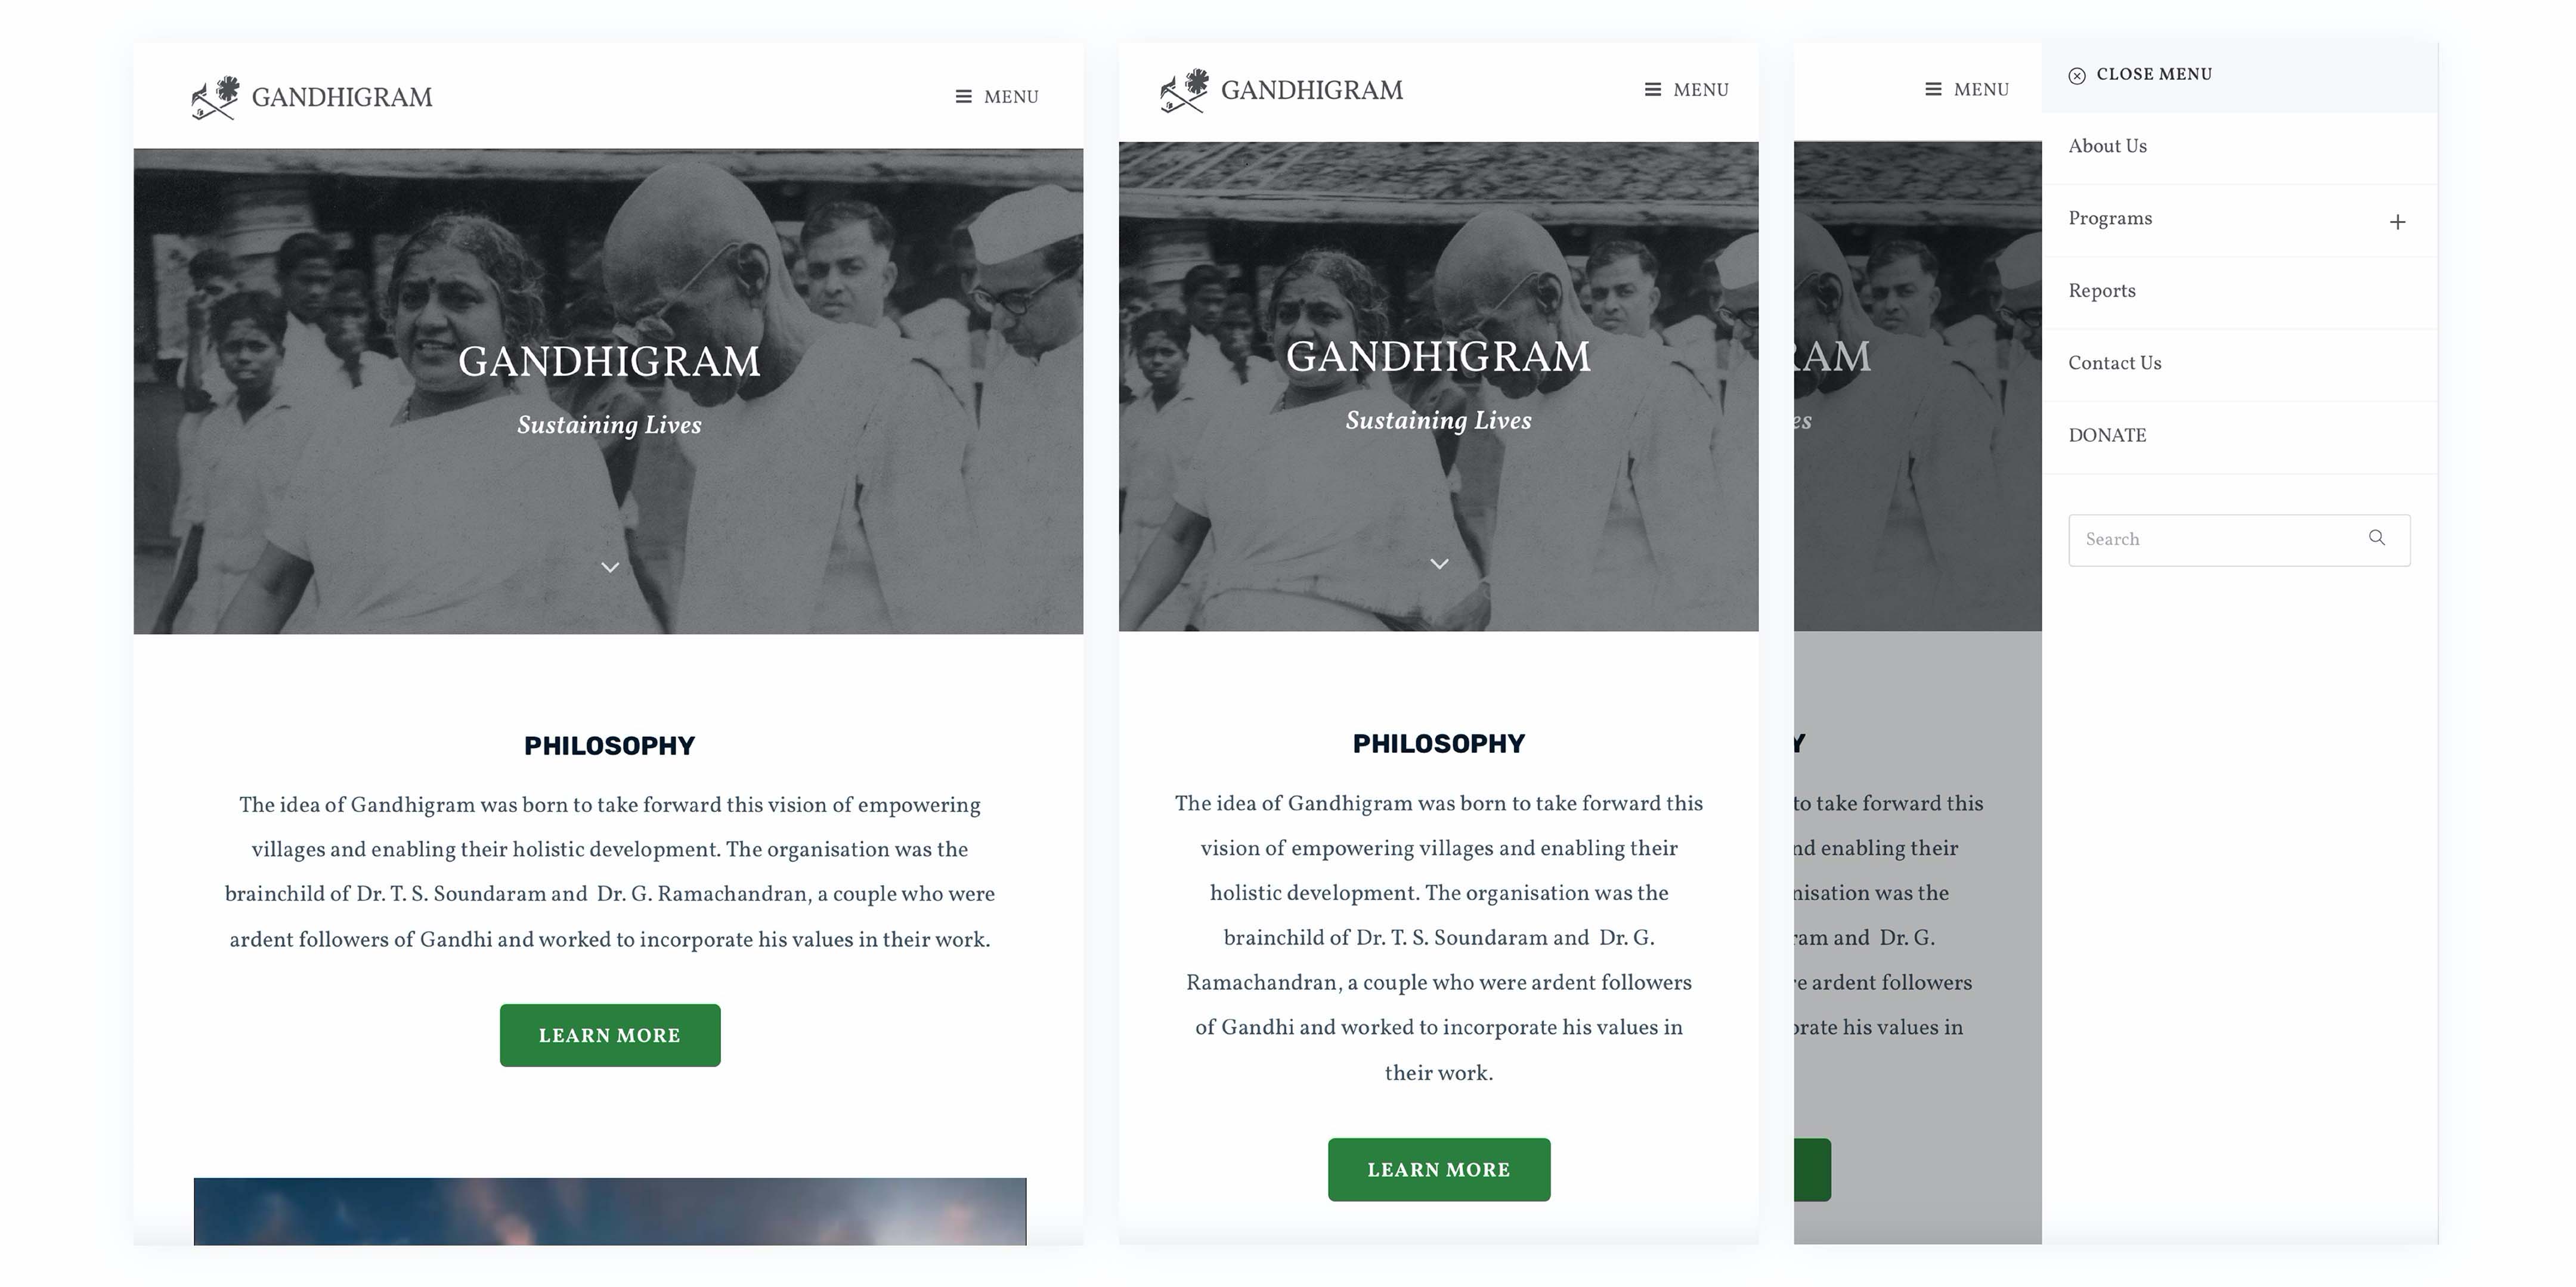 GANDHIGRAM
MENU
GANDHIGRAM
Sustaining Lives
PHILOSOPHY
The idea of Gandhigram was born to take forward this vision of empowering
villages and enabling their holistic development. The organisation was the
brainchild of Dr. T. S. Soundaram and Dr. G. Ramachandran, a couple who were
ardent followers of Gandhi and worked to incorporate his values in their work.
LEARN MORE
GANDHIGRAM
MENU
GANDHIGRAM
Sustaining Lives
PHILOSOPHY
The idea of Gandhigram was born to take forward this
vision of empowering villages and enabling their
holistic development. The organisation was the
brainchild of Dr. T. S. Soundaram and Dr. G.
Ramachandran, a couple who were ardent followers
of Gandhi and worked to incorporate his values in
their work.
LEARN MORE
MENU
RAM
es
Y
to take forward this
nd enabling their
nisation was the
ram and Dr. G.
re ardent followers
orate his values in
CLOSE MENU
About Us
Programs
Reports
Contact Us
DONATE
Search